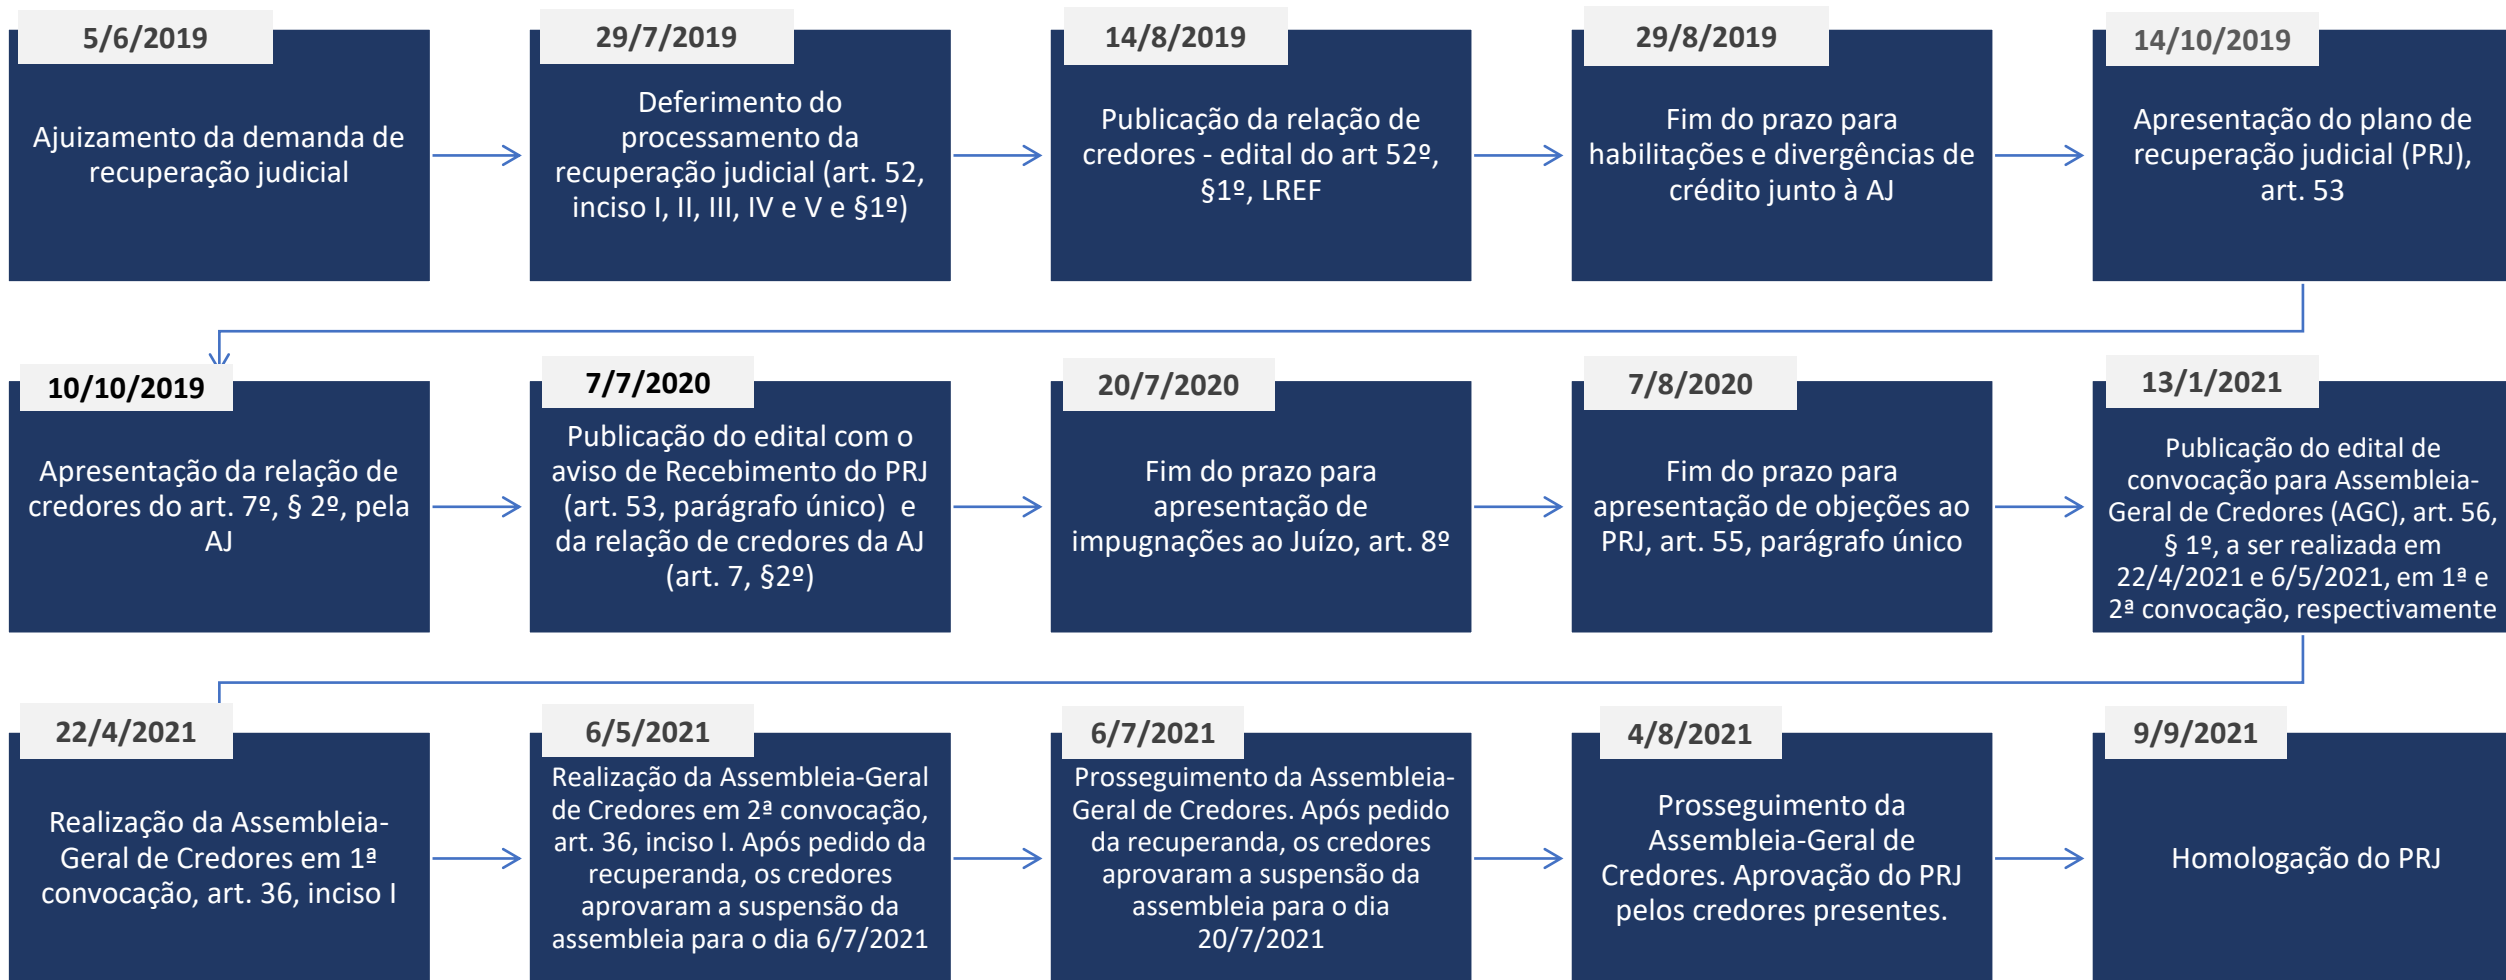 5/6/2019
Ajuizamento da demanda de
recuperação judicial
29/7/2019
Deferimento do
processamento da
recuperação judicial (art. 52,
inciso I, II, III, IV e V e §1º)
14/8/2019
Publicação da relação de
credores - edital do art 52º,
§1º, LREF
29/8/2019
Fim do prazo para
habilitações e divergências de
crédito junto à AJ
14/10/2019
Apresentação do plano de
recuperação judicial (PRJ),
art. 53
10/10/2019
Apresentação da relação de
credores do art. 7º, § 2º, pela
AJ
7/7/2020
Publicação do edital com o
aviso de Recebimento do PRJ
(art. 53, parágrafo único) e
da relação de credores da AJ
(art. 7, §2º)
20/7/2020
Fim do prazo para
apresentação de
impugnações ao Juízo, art. 8º
7/8/2020
Fim do prazo para
apresentação de objeções ao
PRJ, art. 55, parágrafo único
13/1/2021
Publicação do edital de
convocação para Assembleia-
Geral de Credores (AGC), art. 56,
§ 1º, a ser realizada em
22/4/2021 e 6/5/2021, em 1ª e
2ª convocação, respectivamente
22/4/2021
Realização da Assembleia-
Geral de Credores em 1ª
convocação, art. 36, inciso I
6/5/2021
Realização da Assembleia-Geral
de Credores em 2ª convocação,
art. 36, inciso I. Após pedido da
recuperanda, os credores
aprovaram a suspensão da
assembleia para o dia 6/7/2021
6/7/2021
Prosseguimento da Assembleia-
Geral de Credores. Após pedido
da recuperanda, os credores
aprovaram a suspensão da
assembleia para o dia
20/7/2021
4/8/2021
Prosseguimento da
Assembleia-Geral de
Credores. Aprovação do PRJ
pelos credores presentes.
9/9/2021
Homologação do PRJ